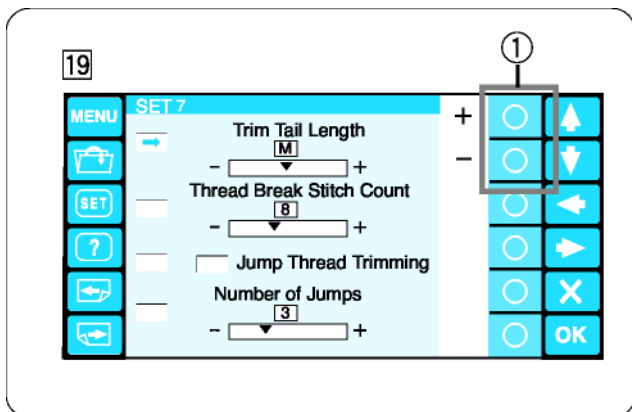 ①
19
MENU
SET 7
+
Trim Tail Length
M
- +
-
Thread Break Stitch Count
SET
8
- +
?
Jump Thread Trimming
Number of Jumps
3
- +
OK